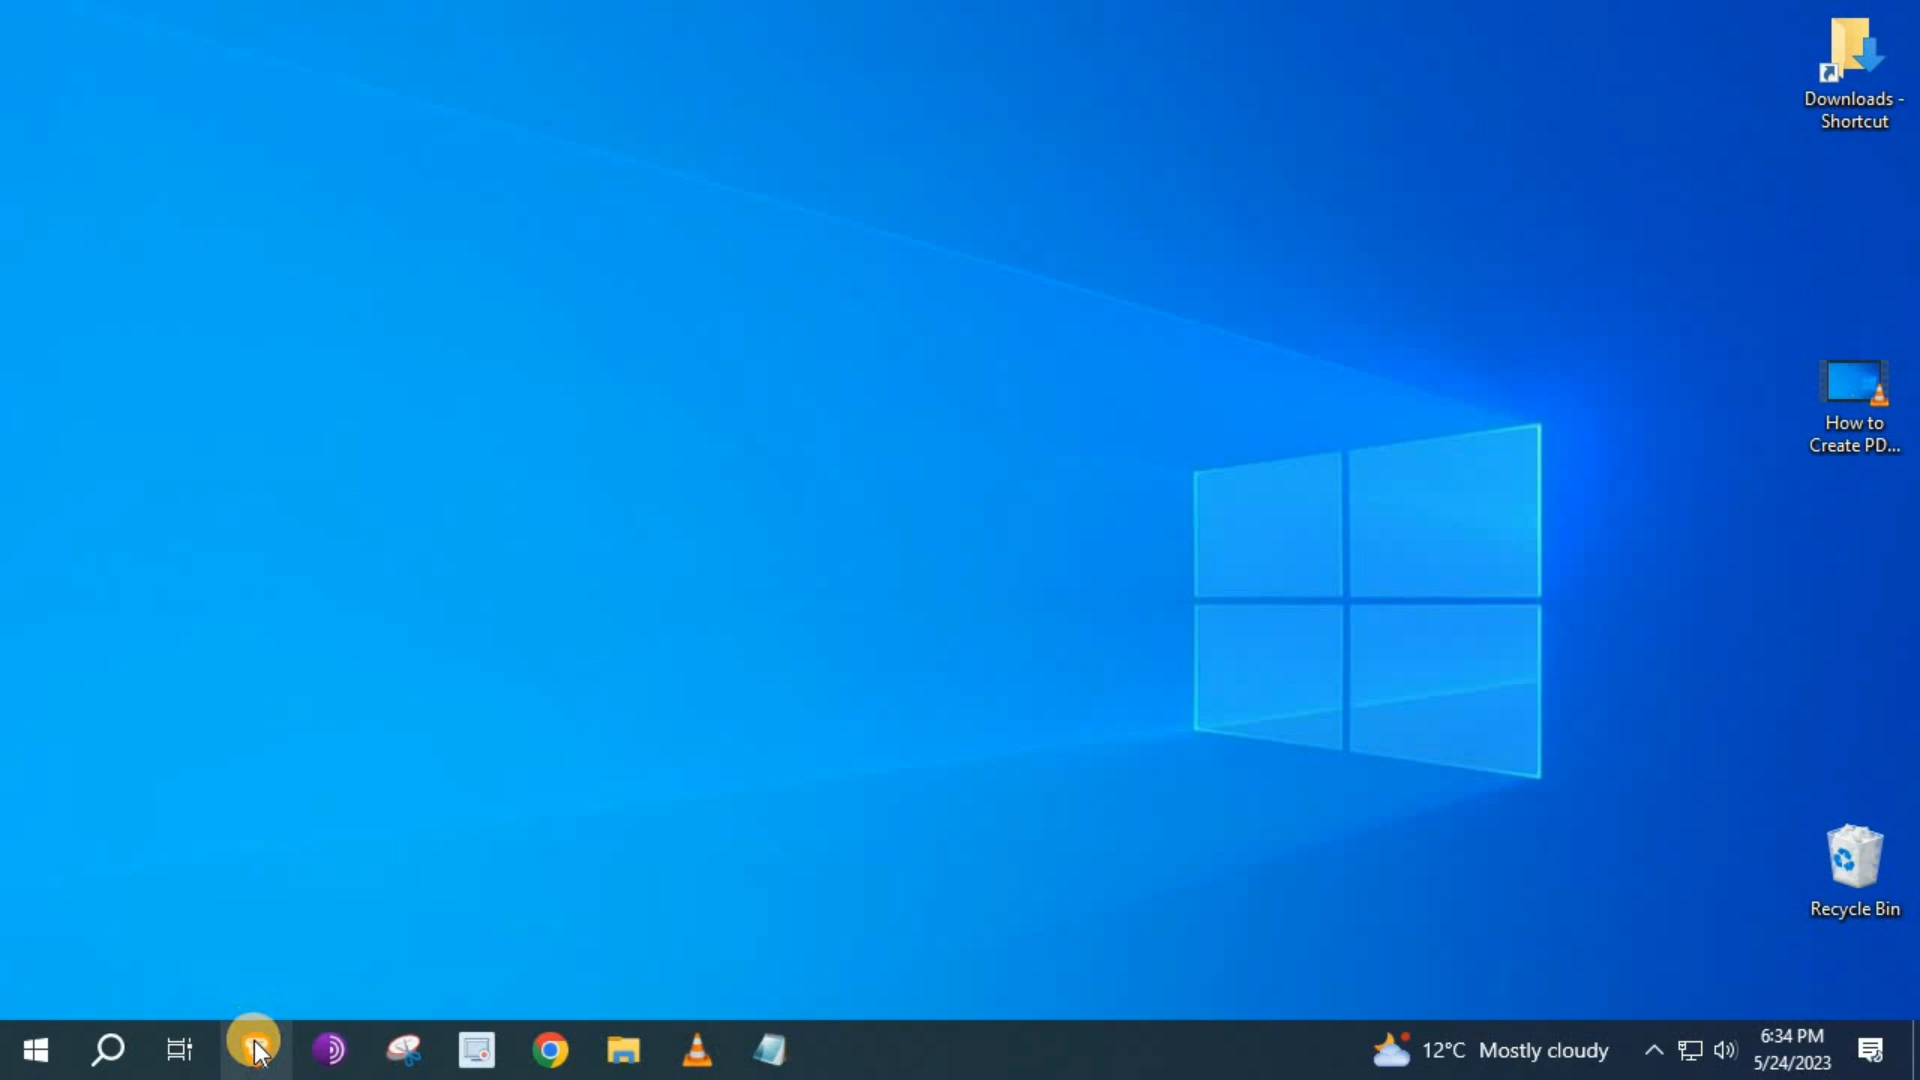 Downloads -
Shortcut
How to
Create PD...
Recycle Bin
12°C Mostly cloudy
6:34 PM
5/24/2023